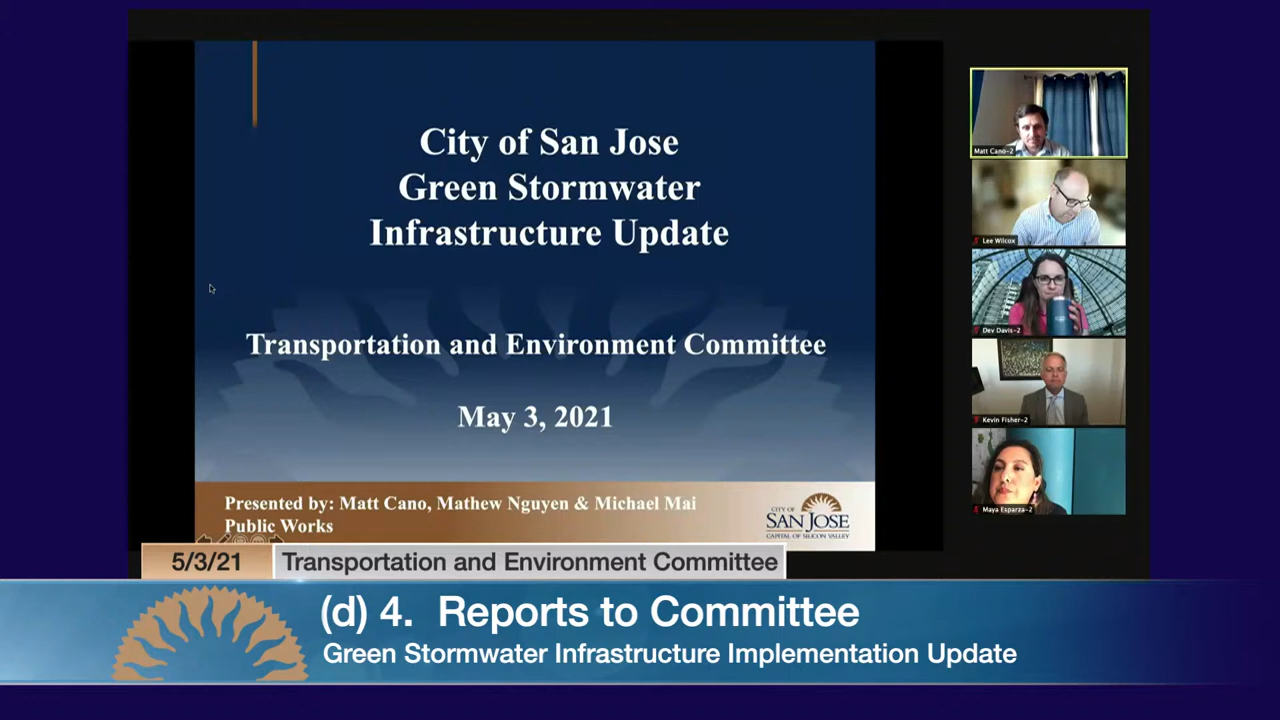 City of San Jose
Green Stormwater
Infrastructure Update
Transportation and Environment Committee
May 3, 2021
Presented by: Matt Cano, Mathew Nguyen & Michael Mai
Public Works
CITY OF
SAN JOSE
CAPITAL OF SILICON VALLEY
Matt Cano-2
Lee Wilcox
Dev Davis-2
Kevin Fisher-2
Maya Esparza-2
5/3/21
Transportation and Environment Committee
(d) 4. Reports to Committee
Green Stormwater Infrastructure Implementation Update